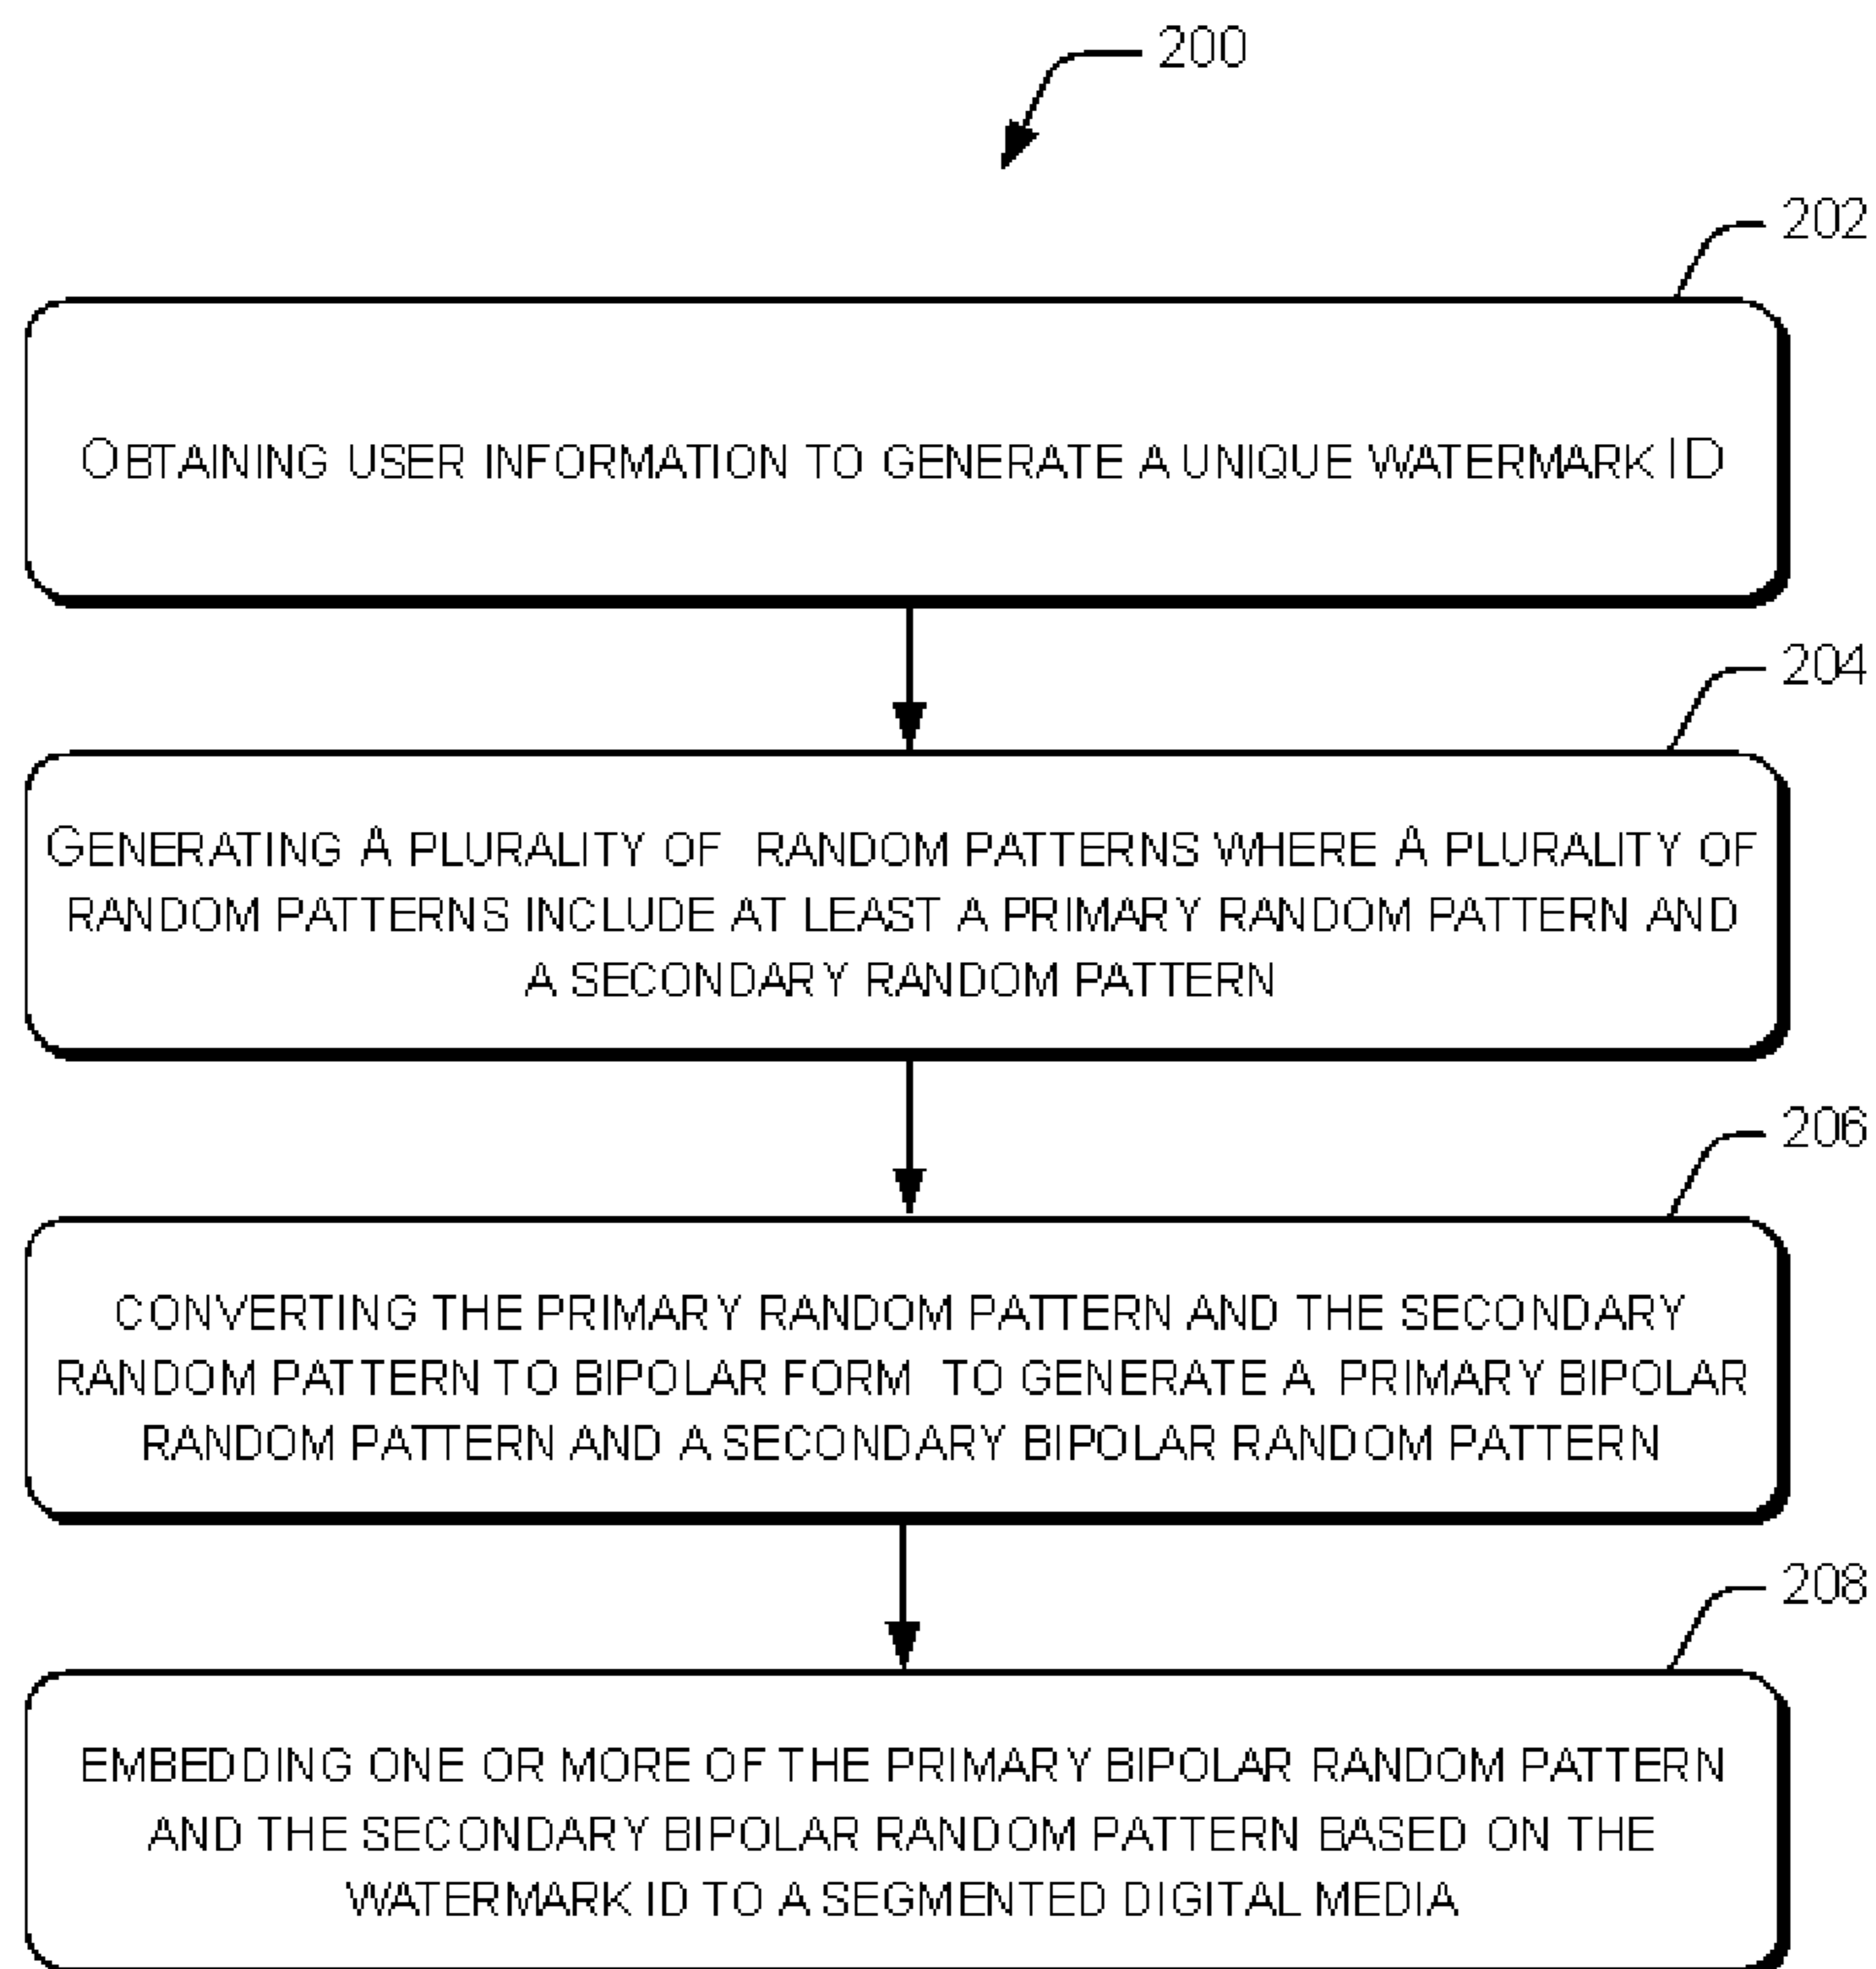 200
202
OBTAINING USER INFORMATION TO GENERATE A UNIQUE WATERMARK ID
204
GENERATING A PLURALITY OF RANDOM PATTERNS WHERE A PLURALITY OF
RANDOM PATTERNS INCLUDE AT LEAST A PRIMARY RANDOM PATTERN AND
A SECONDARY RANDOM PATTERN
206
CONVERTING THE PRIMARY RANDOM PATTERN AND THE SECONDARY
RANDOM PATTERN TO BIPOLAR FORM TO GENERATE A PRIMARY BIPOLAR
RANDOM PATTERN AND A SECONDARY BIPOLAR RANDOM PATTERN
208
EMBEDDING ONE OR MORE OF THE PRIMARY BIPOLAR RANDOM PATTERN
AND THE SECONDARY BIPOLAR RANDOM PATTERN BASED ON THE
WATERMARK ID TO A SEGMENTED DIGITAL MEDIA